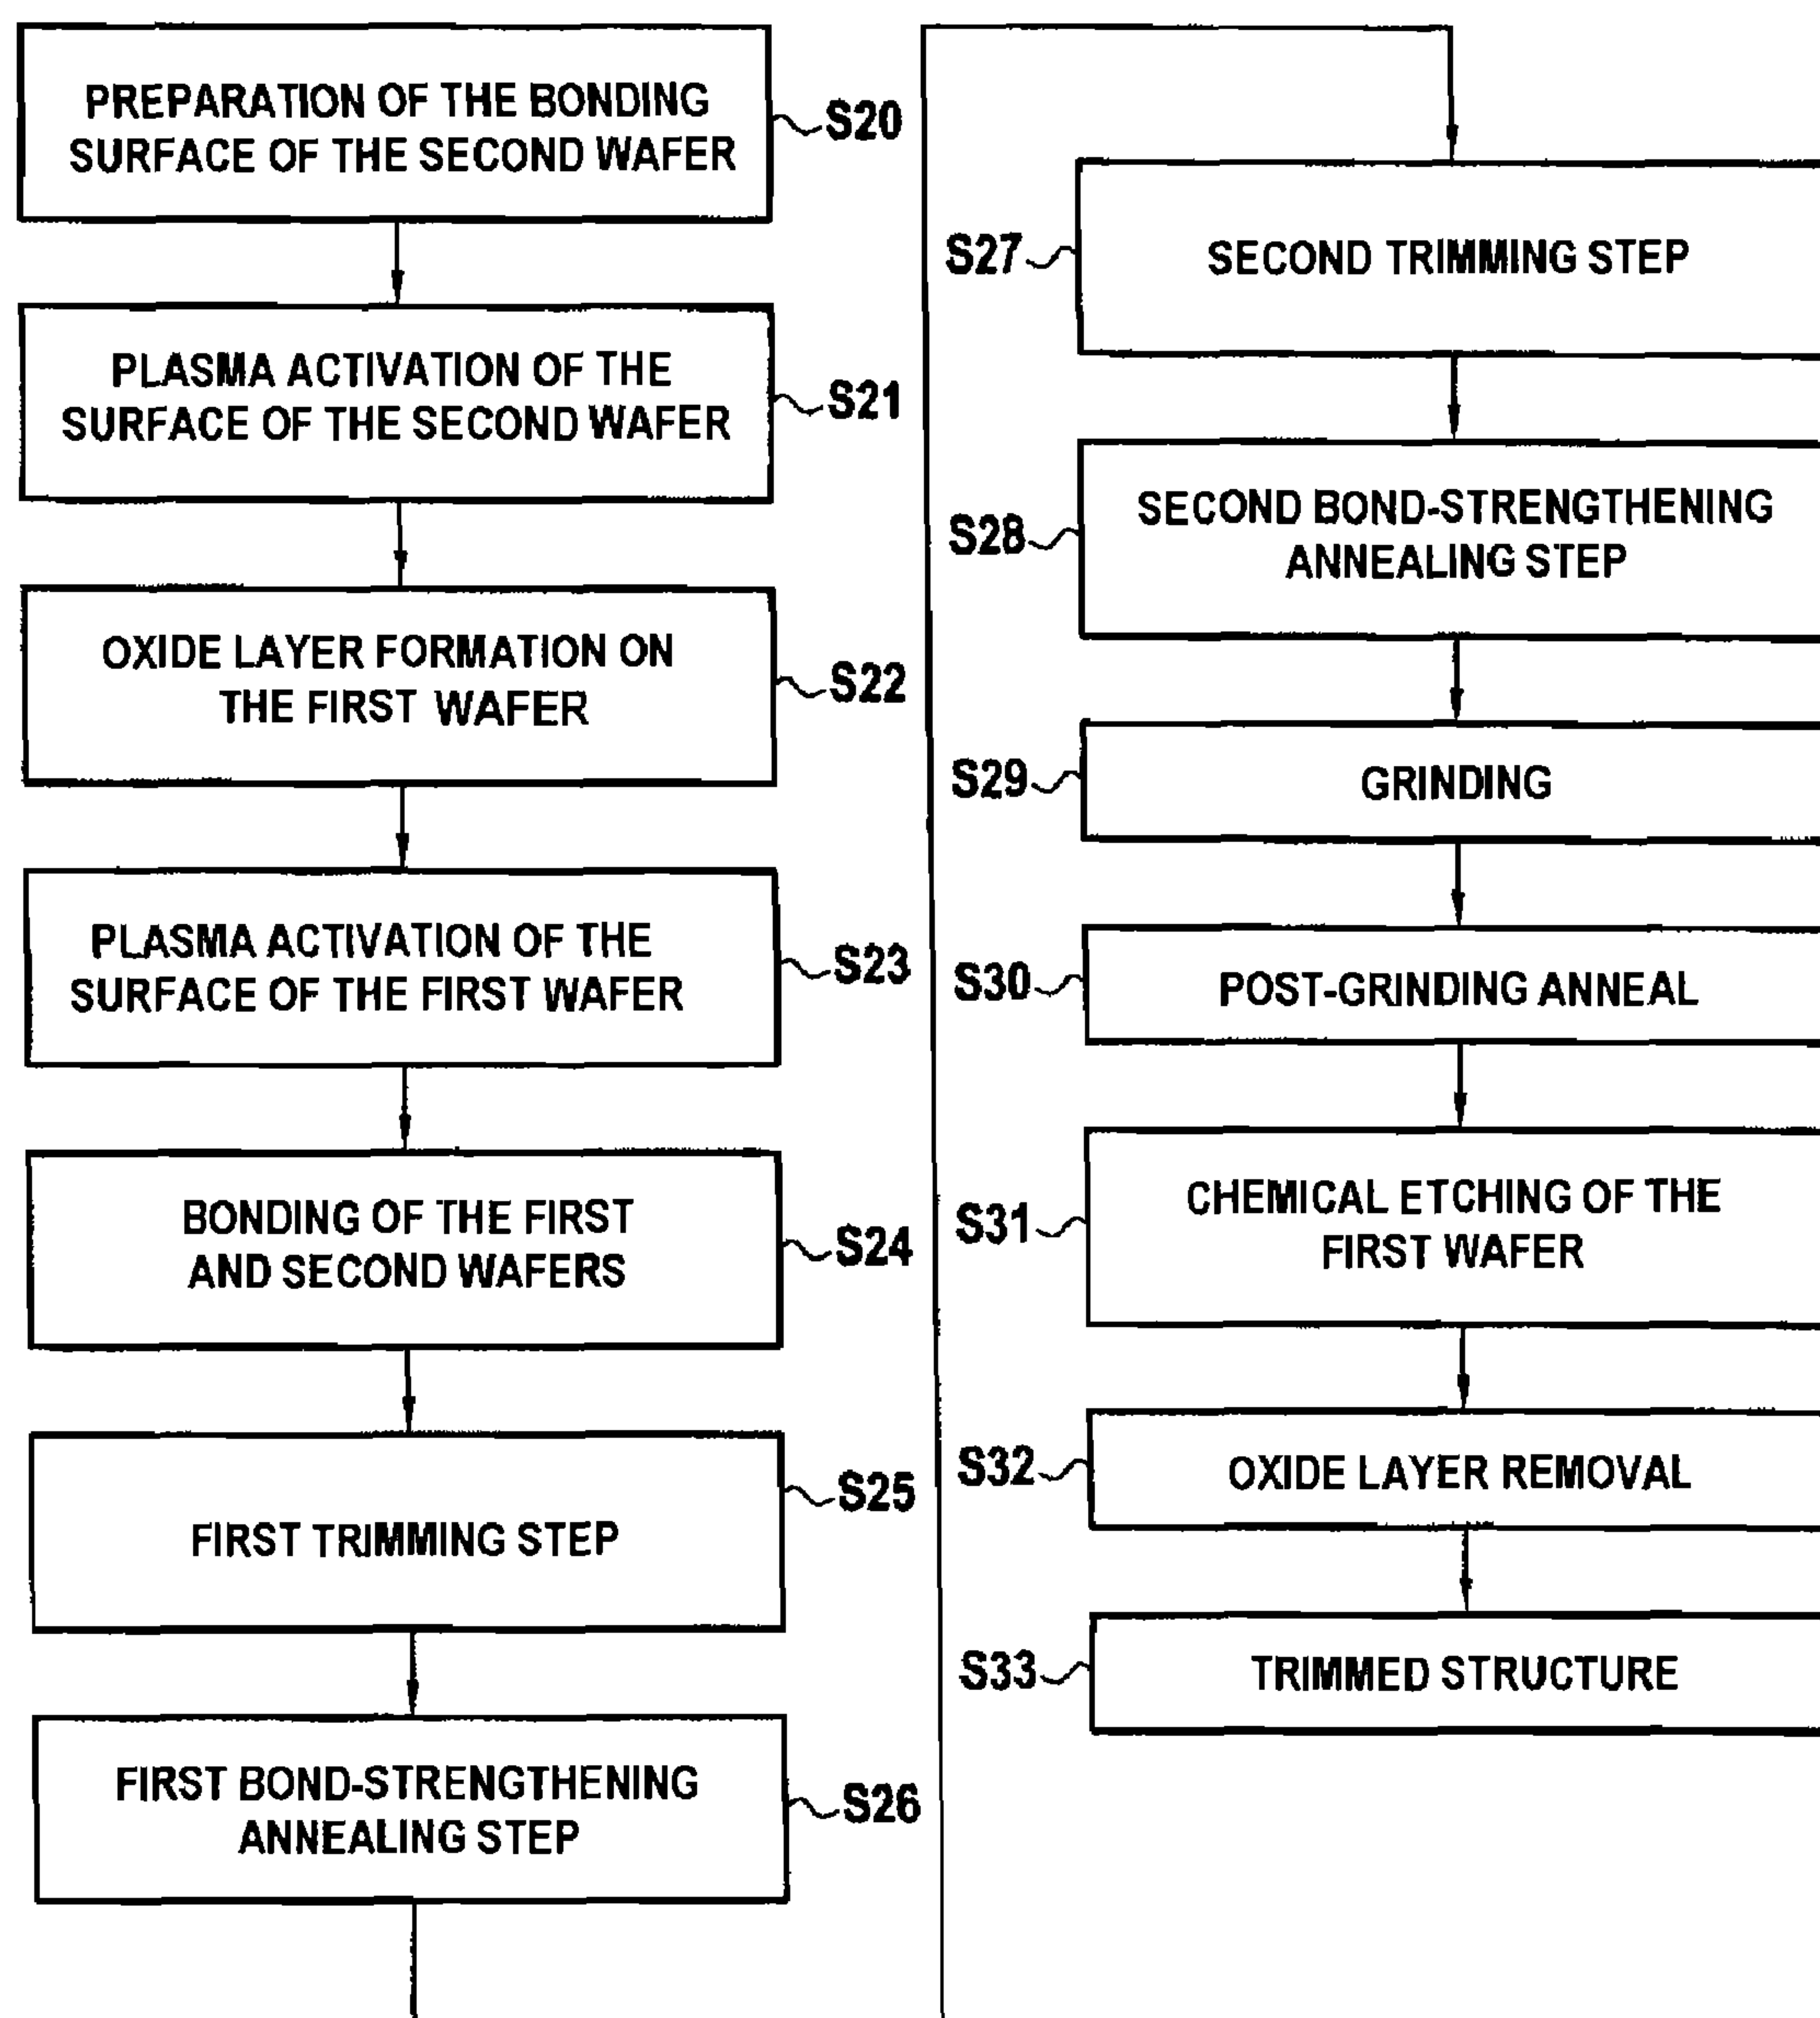 PREPARATION OF THE BONDING
SURFACE OF THE SECOND WAFER
S20
PLASMA ACTIVATION OF THE
SURFACE OF THE SECOND WAFER
S21
OXIDE LAYER FORMATION ON
THE FIRST WAFER
S22
PLASMA ACTIVATION OF THE
SURFACE OF THE FIRST WAFER
S23
BONDING OF THE FIRST
AND SECOND WAFERS
S24
FIRST TRIMMING STEP
S25
FIRST BOND-STRENGTHENING
ANNEALING STEP
S26
S27
SECOND TRIMMING STEP
S28
SECOND BOND-STRENGTHENING
ANNEALING STEP
S29
GRINDING
S30
POST-GRINDING ANNEAL
S31
CHEMICAL ETCHING OF THE
FIRST WAFER
S32
OXIDE LAYER REMOVAL
S33
TRIMMED STRUCTURE